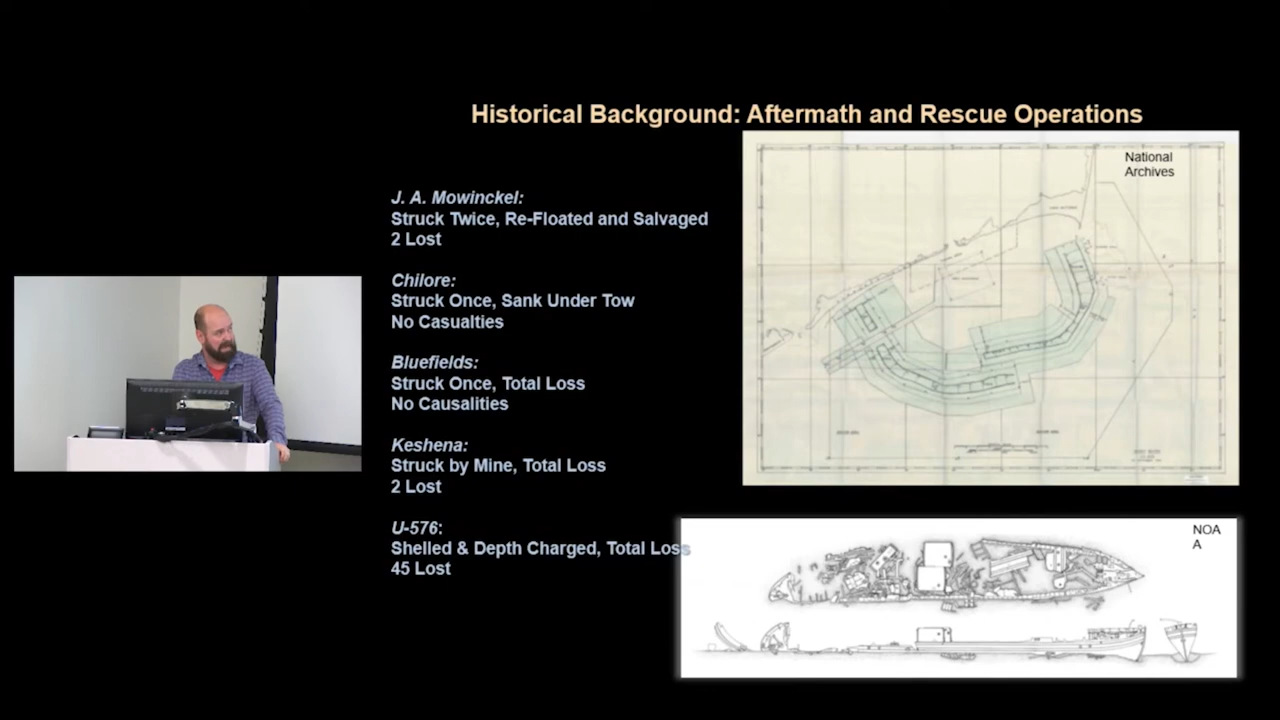 Historical Background: Aftermath and Rescue Operations
J. A. Mowinckel:
Struck Twice, Re-Floated and Salvaged
2 Lost
Chilore:
Struck Once, Sank Under Tow
No Casualties
Bluefields:
Struck Once, Total Loss
No Causalities
Keshena:
Struck by Mine, Total Loss
2 Lost
U-576:
Shelled & Depth Charged, Total Loss
45 Lost
National
Archives
NOA
A